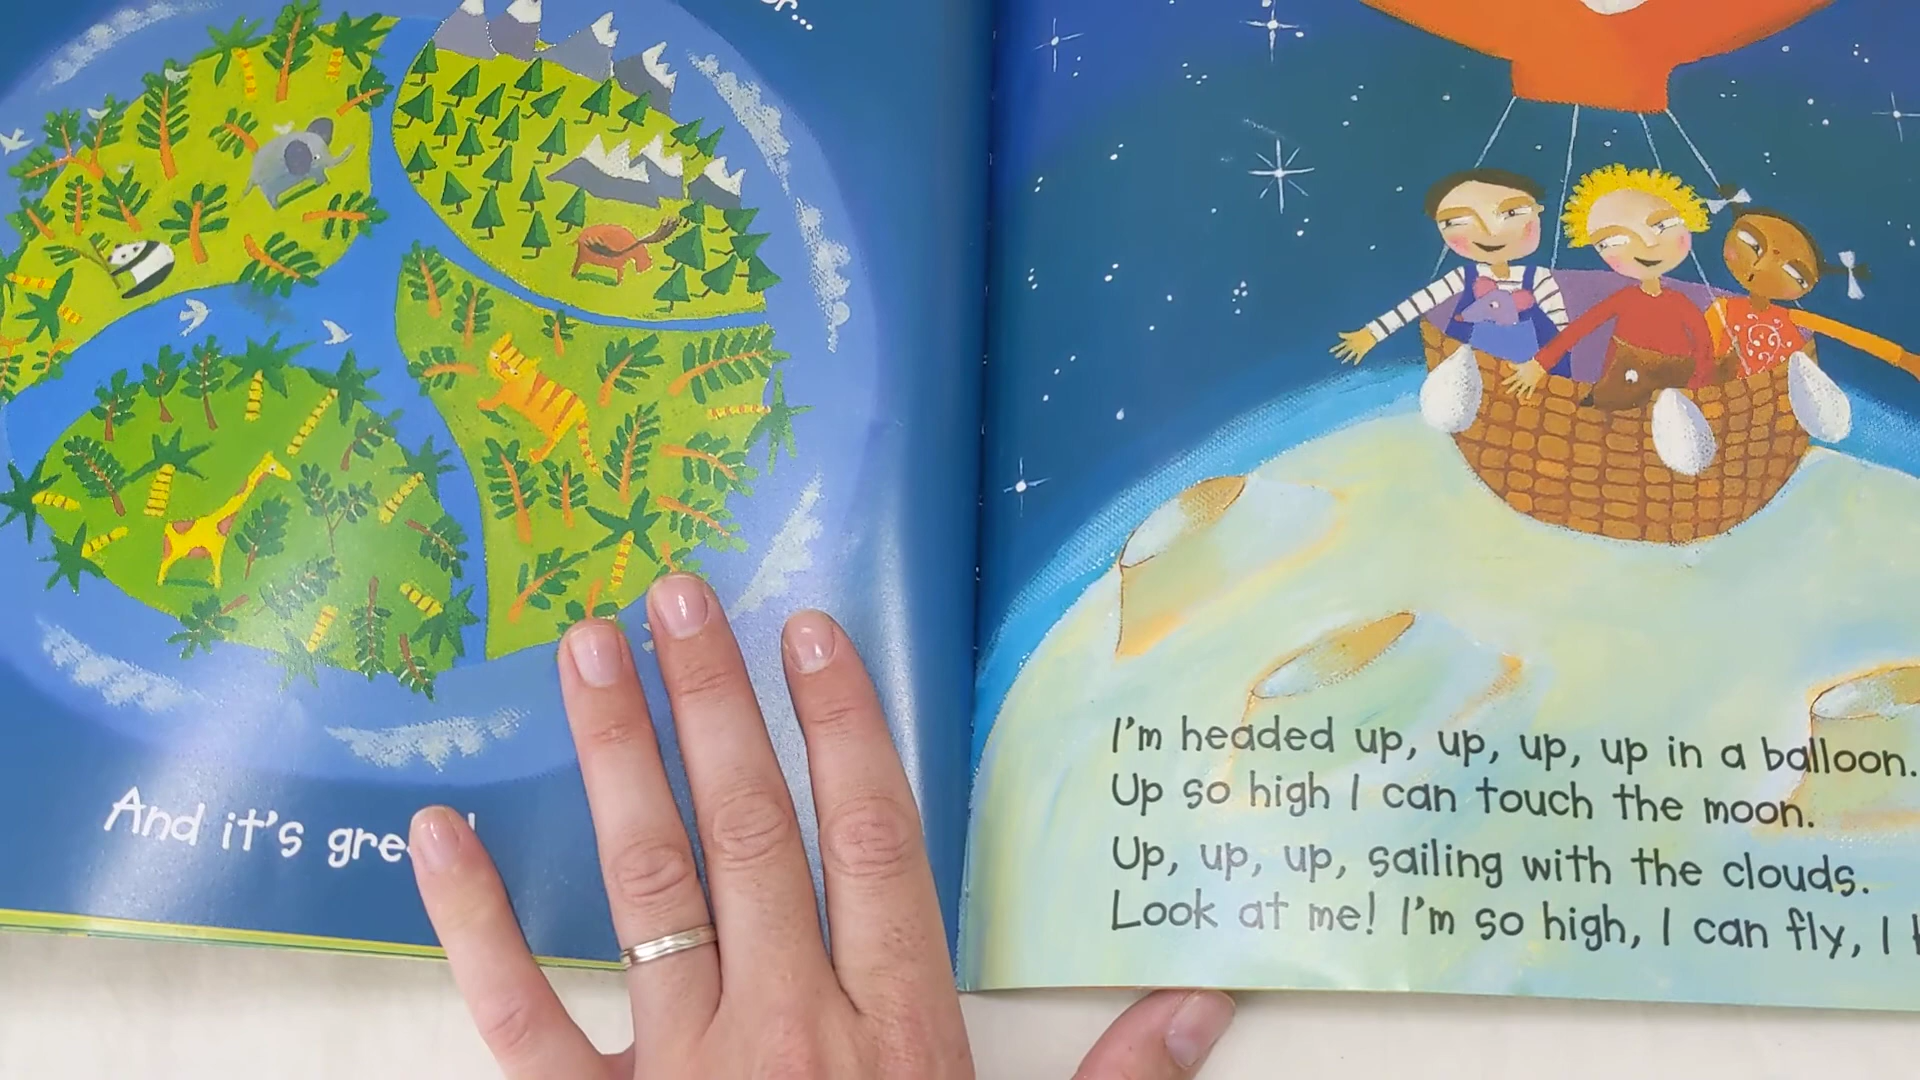 And it's
I'm headed up, up, up, up in a balloon.
Up so high I can touch the moon.
Up, up, up, sailing with the clouds.
Look at me! I'm so high, I can fly, I